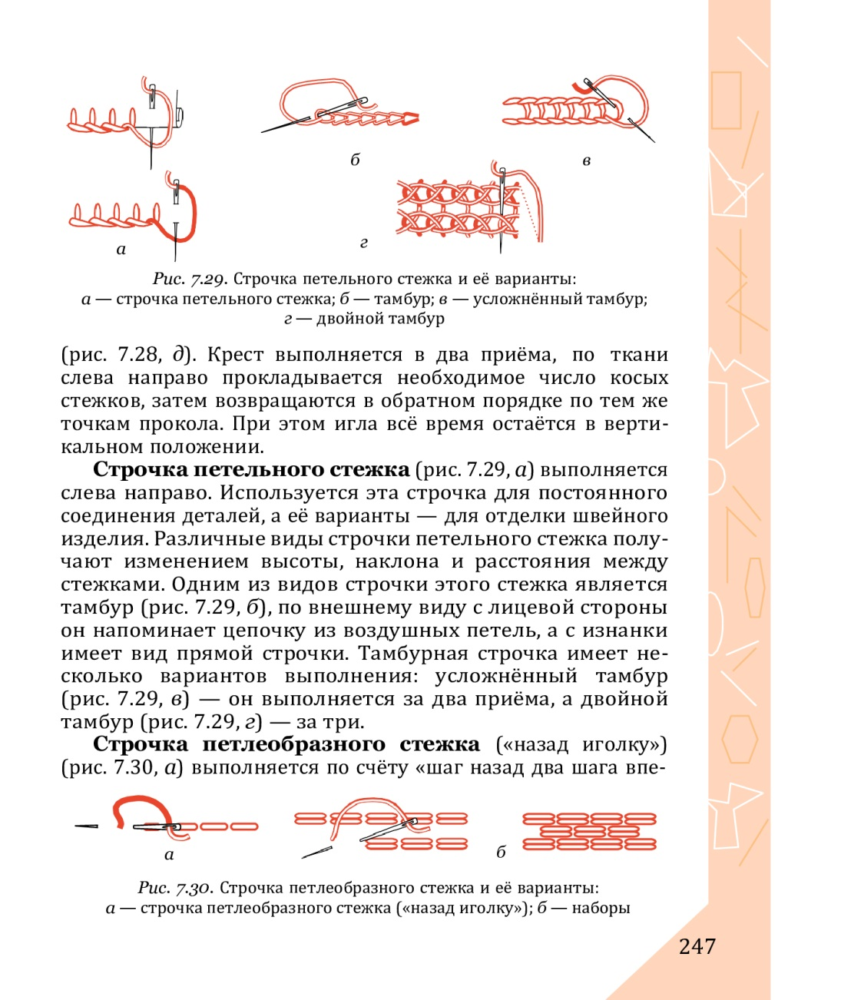 б
в
а
г
Рис. 7.29. Строчка петельного стежка и её варианты:
а — строчка петельного стежка; б — тамбур; в — усложнённый тамбур;
г — двойной тамбур
(рис. 7.28, д). Крест выполняется в два приёма, по ткани
слева направо прокладывается необходимое число косых
стежков, затем возвращаются в обратном порядке по тем же
точкам прокола. При этом игла всё время остаётся в верти-
кальном положении.
Строчка петельного стежка (рис. 7.29, а) выполняется
слева направо. Используется эта строчка для постоянного
соединения деталей, а её варианты — для отделки швейного
изделия. Различные виды строчки петельного стежка полу-
чают изменением высоты, наклона и расстояния между
стежками. Одним из видов строчки этого стежка является
тамбур (рис. 7.29, б), по внешнему виду с лицевой стороны
он напоминает цепочку из воздушных петель, а с изнанки
имеет вид прямой строчки. Тамбурная строчка имеет не-
сколько вариантов выполнения: усложнённый тамбур
(рис. 7.29, в) — он выполняется за два приёма, а двойной
тамбур (рис. 7.29, г) — за три.
Строчка петлеобразного стежка («назад иголку»)
(рис. 7.30, а) выполняется по счёту «шаг назад два шага впе-
а
б
Рис. 7.30. Строчка петлеобразного стежка и её варианты:
а — строчка петлеобразного стежка («назад иголку»); б — наборы
247